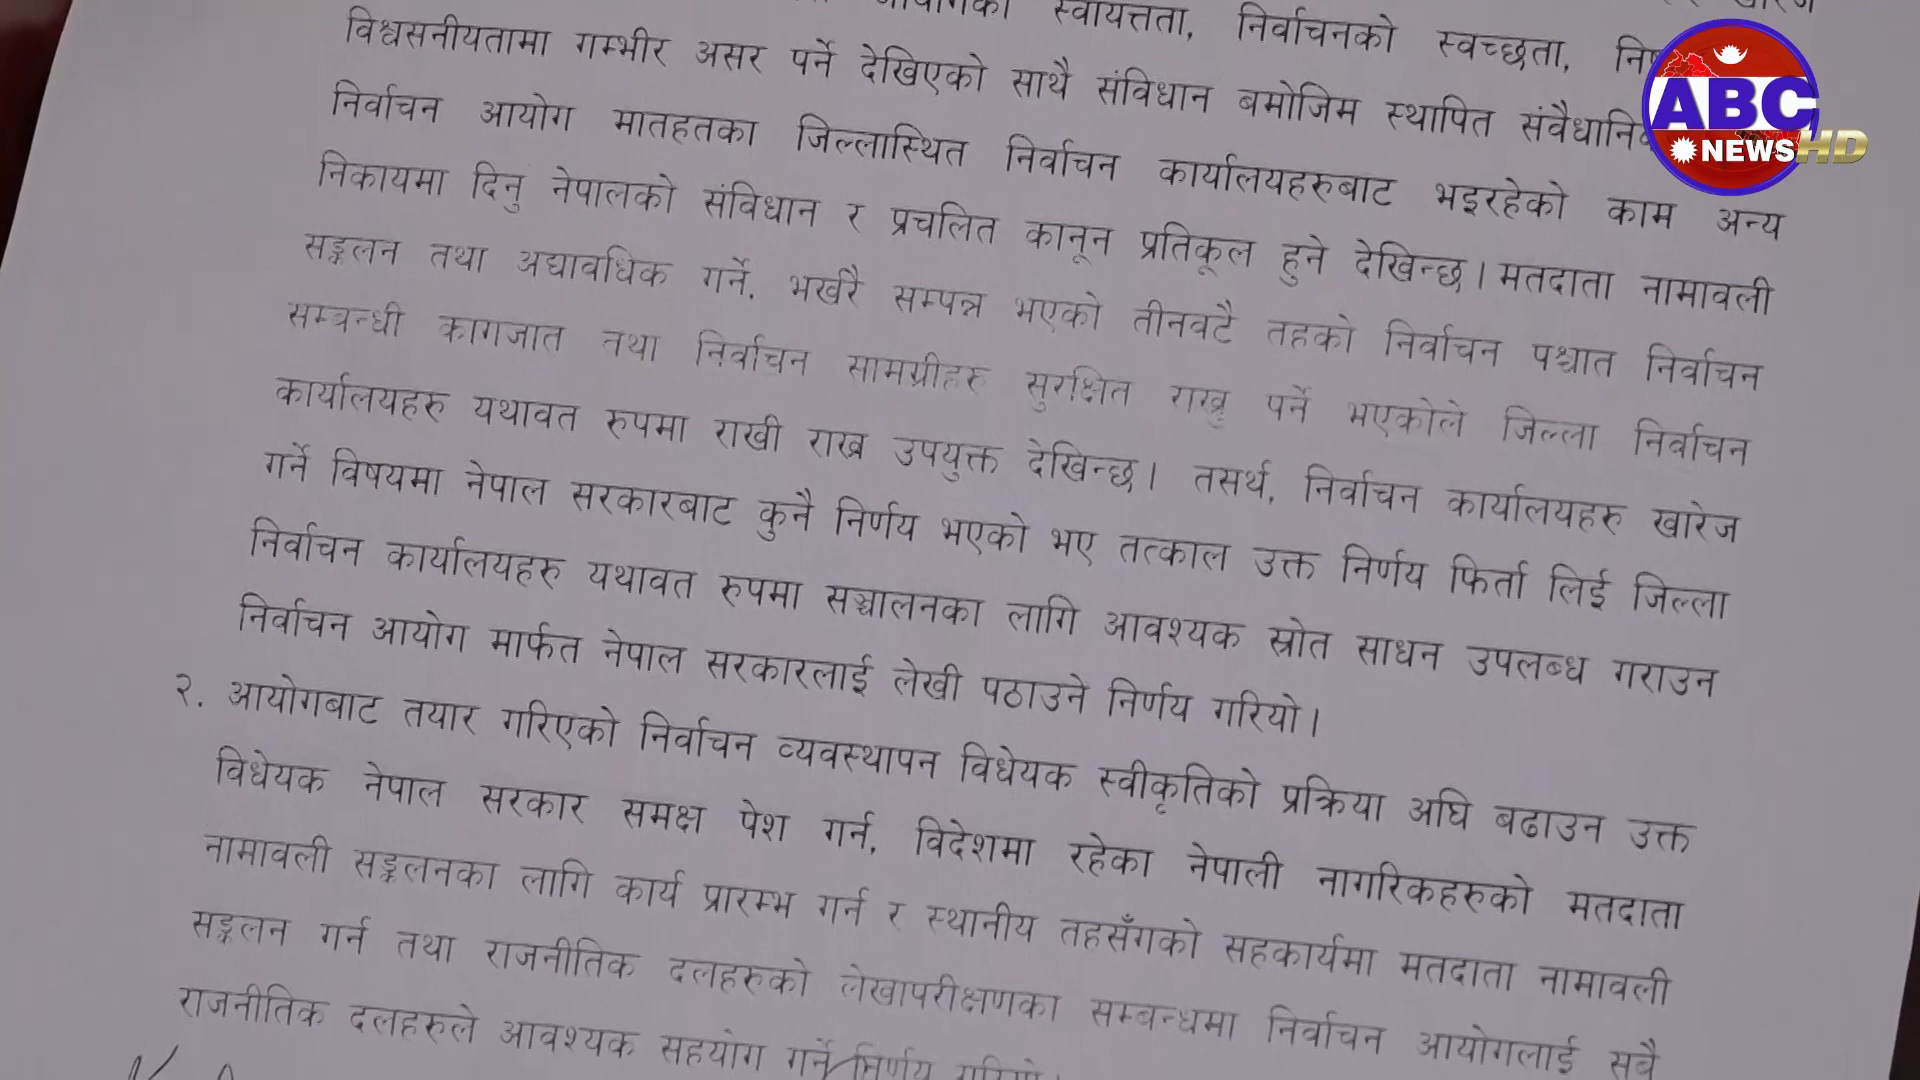 स्वायत्तता, निर्वाचनको स्वच्छता,
विश्वसनीयतामा गम्भीर असर पर्ने देखिएको साथै संविधान बमोजिम स्थापित
निर्वाचन आयोग मातहतका जिल्लास्थित निर्वाचन कार्यालयहरुबाट भइरहेको काम अन्य
निकायमा दिनु नेपालको संविधान र प्रचलित कानून प्रतिकूल हुने देखिन्छ। मतदाता नामावली
सङ्कलन तथा अद्यावधिक गर्ने, भर्खरै सम्पन्न भएको तीनवटै तहको निर्वाचन पश्चात निर्वाचन
सम्बन्धी कागजात तथा निर्वाचन सामग्रीहरु सुरक्षित राख्नु पर्ने भएकोले जिल्ला निर्वाचन
कार्यालयहरु यथावत रुपमा राखी राख्न उपयुक्त देखिन्छ। तसर्थ, निर्वाचन कार्यालयहरु खारेज
गर्ने विषयमा नेपाल सरकारबाट कुनै निर्णय भएको भए तत्काल उक्त निर्णय फिर्ता लिई जिल्ला
निर्वाचन कार्यालयहरु यथावत रुपमा सञ्चालनका लागि आवश्यक स्रोत साधन उपलब्ध गराउन
निर्वाचन आयोग मार्फत नेपाल सरकारलाई लेखी पठाउने निर्णय गरियो।
२. आयोगबाट तयार गरिएको निर्वाचन व्यवस्थापन विधेयक स्वीकृतिको प्रक्रिया अघि बढाउन उक्त
विधेयक नेपाल सरकार समक्ष पेश गर्न, विदेशमा रहेका नेपाली नागरिकहरुको मतदाता
नामावली सङ्कलनका लागि कार्य प्रारम्भ गर्न र स्थानीय तहसँगको सहकार्यमा मतदाता नामावली
सङ्कलन गर्न तथा राजनीतिक दलहरुको लेखापरीक्षणका सम्बन्धमा निर्वाचन आयोगलाई सबै
राजनीतिक दलहरुले आवश्यक सहयोग गर्ने निर्णय गरियो।
ABC
NEWS HD